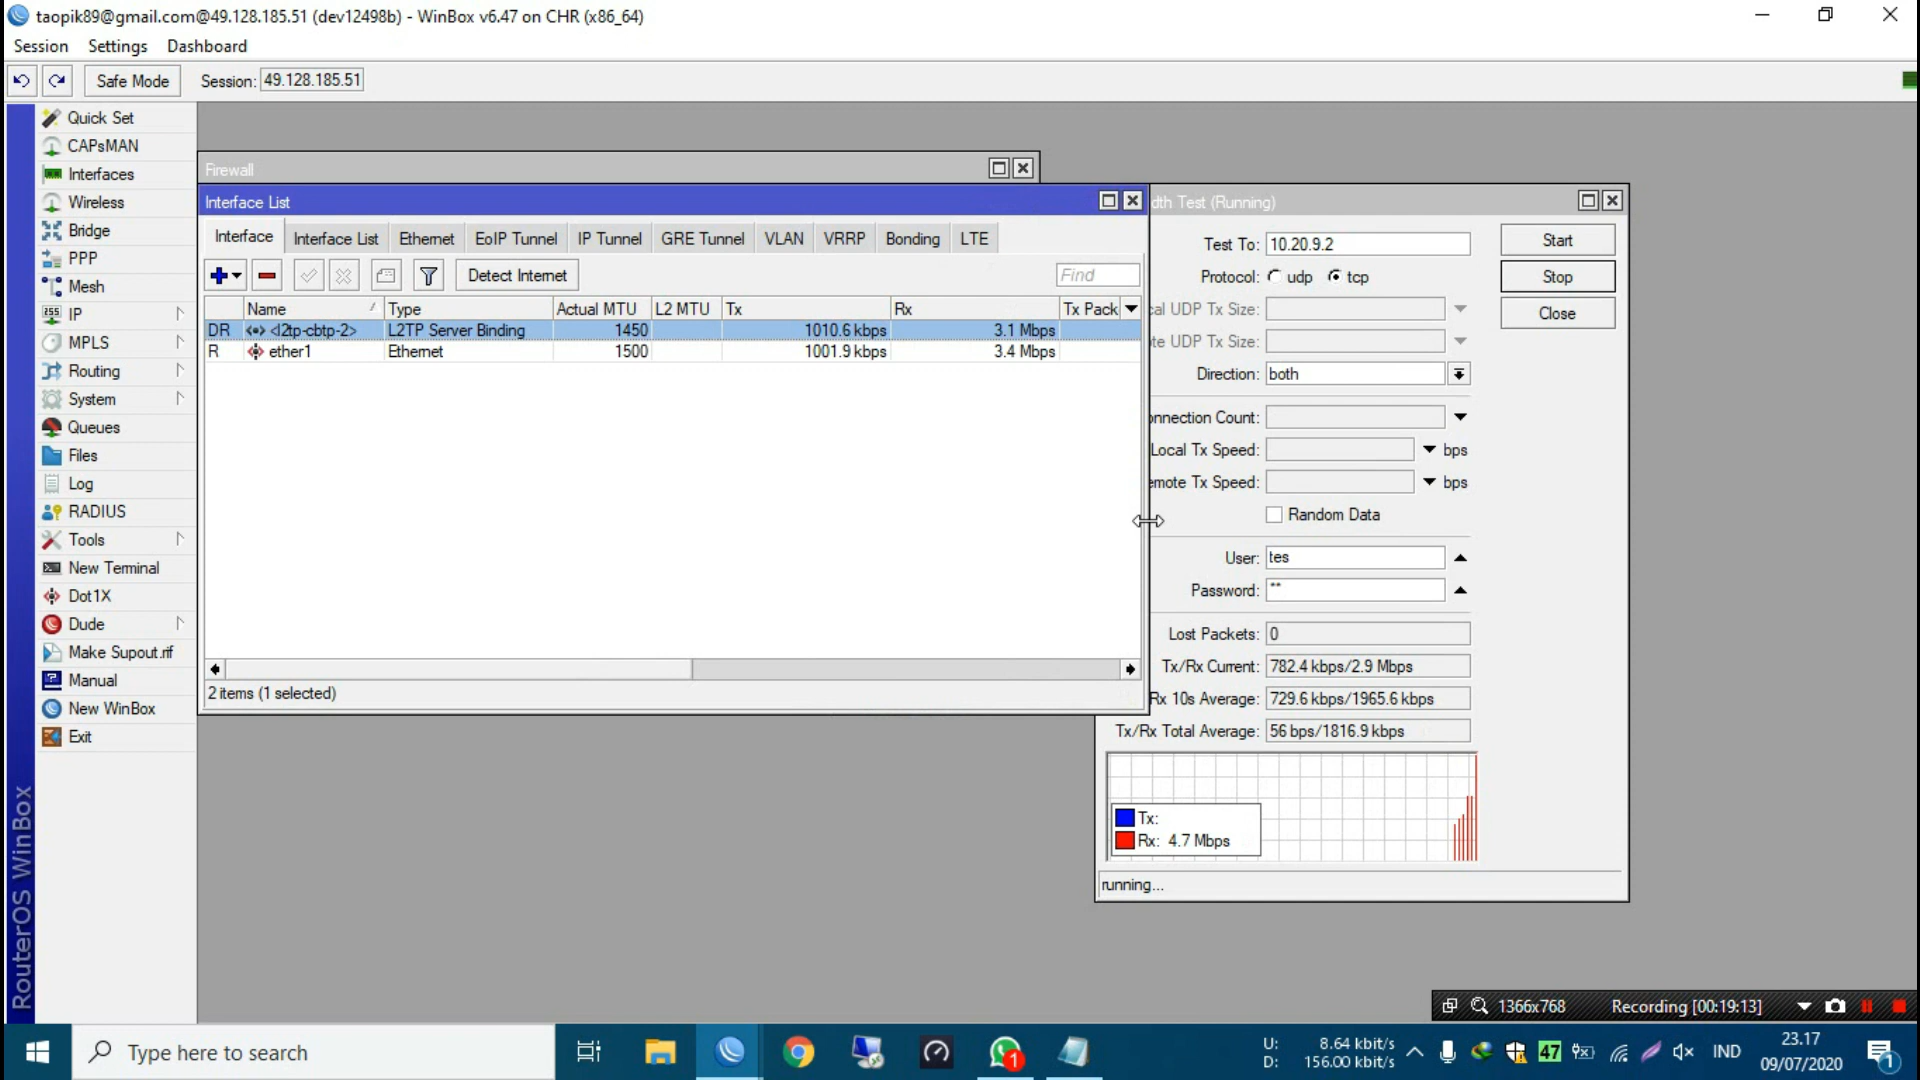 taopik89@gmail.com@49.128.185.51 (dev12498b) - WinBox v6.47 on CHR (x86_64)
Session Settings Dashboard
Safe Mode Session: 49.128.185.51
Quick Set
CAPsMAN
Interfaces
Wireless
Bridge
PPP
Mesh
IP
MPLS
Routing
System
Queues
Files
Log
RADIUS
Tools
New Terminal
Dot1X
Dude
Make Supout.rif
Manual
New WinBox
Exit
RouterOS WinBox
Firewall
Interface List
Interface Interface List Ethernet EoIP Tunnel IP Tunnel GRE Tunnel VLAN VRRP Bonding LTE
Detect Internet Find
Name Type Actual MTU L2 MTU Tx Rx Tx Pack
DR <l2tp-cbtp-2> L2TP Server Binding 1450 1010.6 kbps 3.1 Mbps
R ether1 Ethernet 1500 1001.9 kbps 3.4 Mbps
2 items (1 selected)
dth Test (Running)
Test To: 10.20.9.2 Start
Protocol: udp tcp Stop
cal UDP Tx Size: Close
te UDP Tx Size:
Direction: both
onnection Count:
Local Tx Speed: bps
emote Tx Speed: bps
Random Data
User: tes
Password: **
Lost Packets: 0
Tx/Rx Current: 782.4 kbps/2.9 Mbps
Rx 10s Average: 729.6 kbps/1965.6 kbps
Tx/Rx Total Average: 56 bps/1816.9 kbps
Tx:
Rx: 4.7 Mbps
running...
1366x768 Recording [00:19:13]
Type here to search
1
U: 8.64 kbit/s
D: 156.00 kbit/s
47
IND
23.17
09/07/2020
1